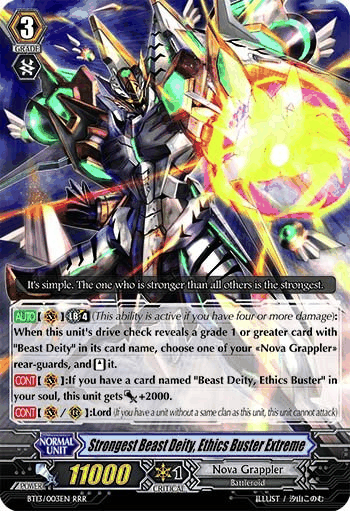 3
GRADE
It's simple. The one who is stronger than all others is the strongest.
AUTO [ ] LB4 (This ability is active if you have four or more damage):
When this unit's drive check reveals a grade 1 or greater card with
"Beast Deity" in its card name, choose one of your «Nova Grappler»
rear-guards, and it.
CONT [ ]:If you have a card named "Beast Deity, Ethics Buster" in
your soul, this unit gets +2000.
CONT [ / ]:Lord (If you have a unit without a same clan as this unit, this unit cannot attack)
NORMAL
UNIT
Strongest Beast Deity, Ethics Buster Extreme
POWER
11000
1
CRITICAL
Nova Grappler
Battleroid
BT13/003EN RRR
ILLUST / 汐山このむ